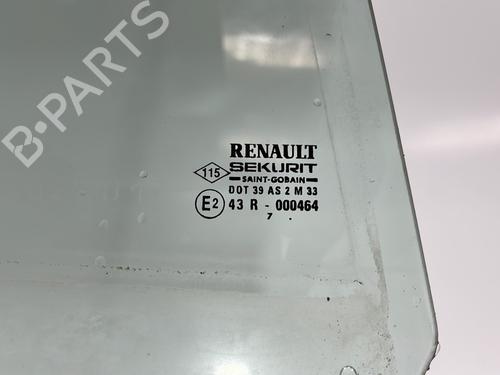 B-PARTS
RENAULT
SEKURIT
SAINT-GOBAIN
115
DOT 39 AS 2 M 33
E2 43 R - 000464
7